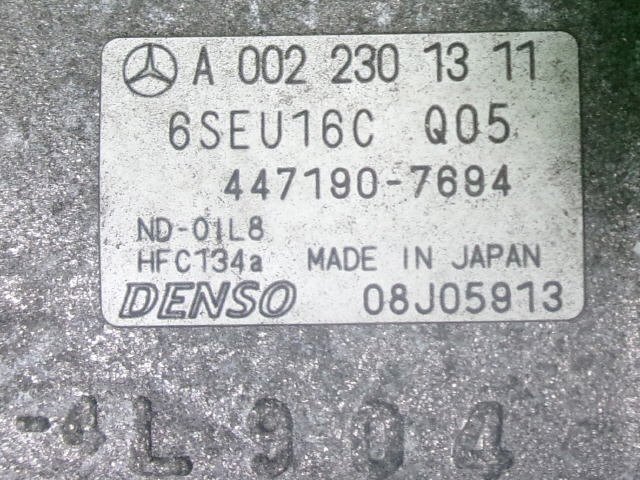 A 002 230 13 11
6SEU16C Q05
447190-7694
ND-OIL8
HFC134a MADE IN JAPAN
DENSO 08J05913
-4L904